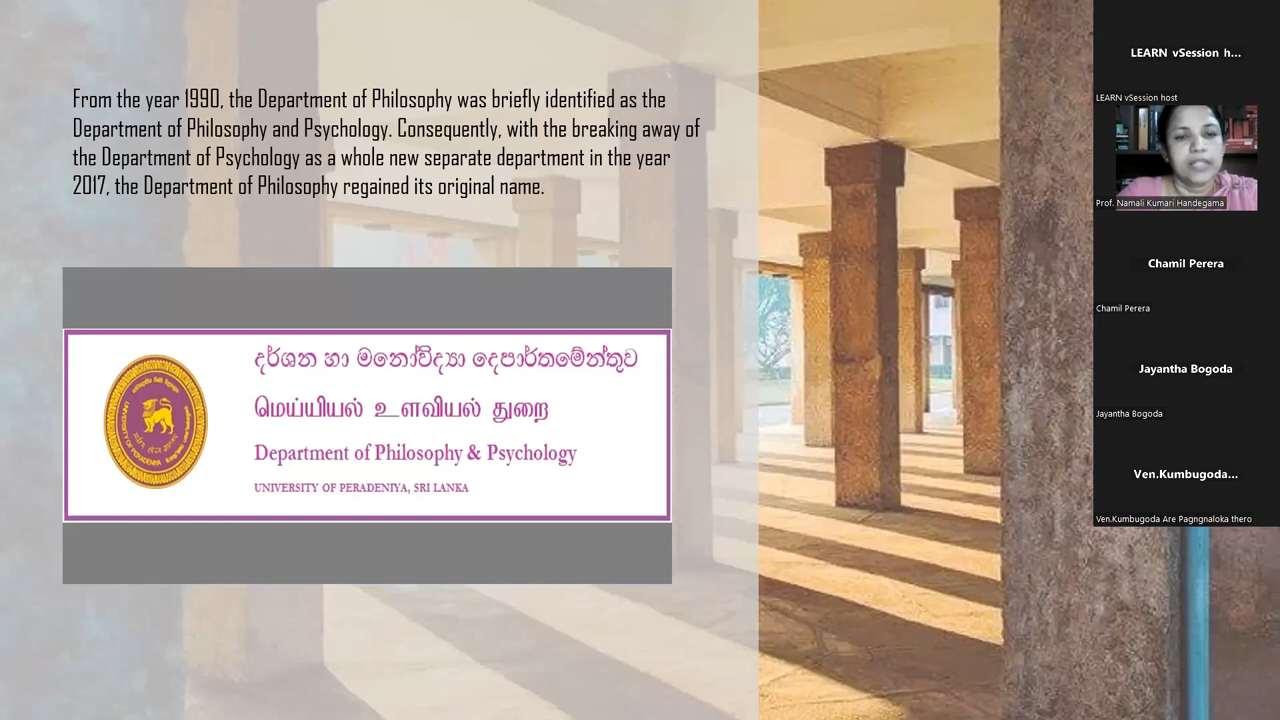 From the year 1990, the Department of Philosophy was briefly identified as the
Department of Philosophy and Psychology. Consequently, with the breaking away of
the Department of Psychology as a whole new separate department in the year
2017, the Department of Philosophy regained its original name.
දර්ශන හා මනෝවිද්‍යා දෙපාර්තමේන්තුව
மெய்யியல் உளவியல் துறை
Department of Philosophy & Psychology
UNIVERSITY OF PERADENIYA, SRI LANKA
UNIVERSITY OF PERADENIYA
LEARN vSession h...
LEARN vSession host
Prof. Namali Kumari Handegama
Chamil Perera
Chamil Perera
Jayantha Bogoda
Jayantha Bogoda
Ven.Kumbugoda...
Ven.Kumbugoda Are Pagngnaloka thero